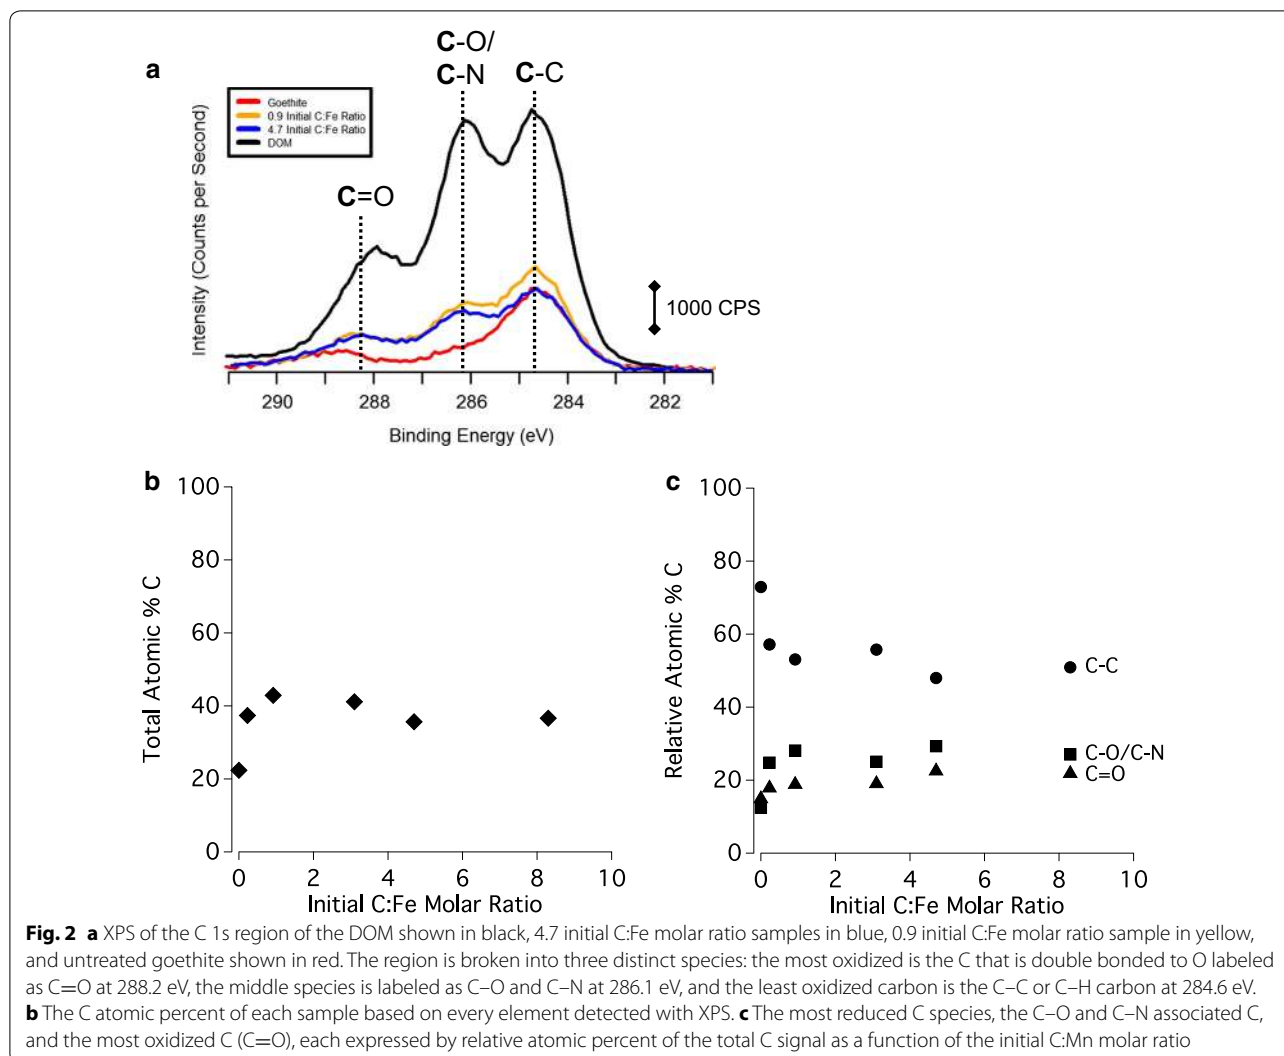 a
C-O/
C-N
C-C
Goethite
0.9 Initial C:Fe Ratio
4.7 Initial C:Fe Ratio
DOM
C=O
Intensity (Counts per Second)
1000 CPS
290 288 286 284 282
Binding Energy (eV)
b
100
80
60
40
20
0
Total Atomic % C
0 2 4 6 8 10
Initial C:Fe Molar Ratio
c
100
80
60
40
20
0
Relative Atomic % C
C-C
C-O/C-N
C=O
0 2 4 6 8 10
Initial C:Fe Molar Ratio
Fig. 2 a XPS of the C 1s region of the DOM shown in black, 4.7 initial C:Fe molar ratio samples in blue, 0.9 initial C:Fe molar ratio sample in yellow,
and untreated goethite shown in red. The region is broken into three distinct species: the most oxidized is the C that is double bonded to O labeled
as C=O at 288.2 eV, the middle species is labeled as C–O and C–N at 286.1 eV, and the least oxidized carbon is the C–C or C–H carbon at 284.6 eV.
b The C atomic percent of each sample based on every element detected with XPS. c The most reduced C species, the C–O and C–N associated C,
and the most oxidized C (C=O), each expressed by relative atomic percent of the total C signal as a function of the initial C:Mn molar ratio